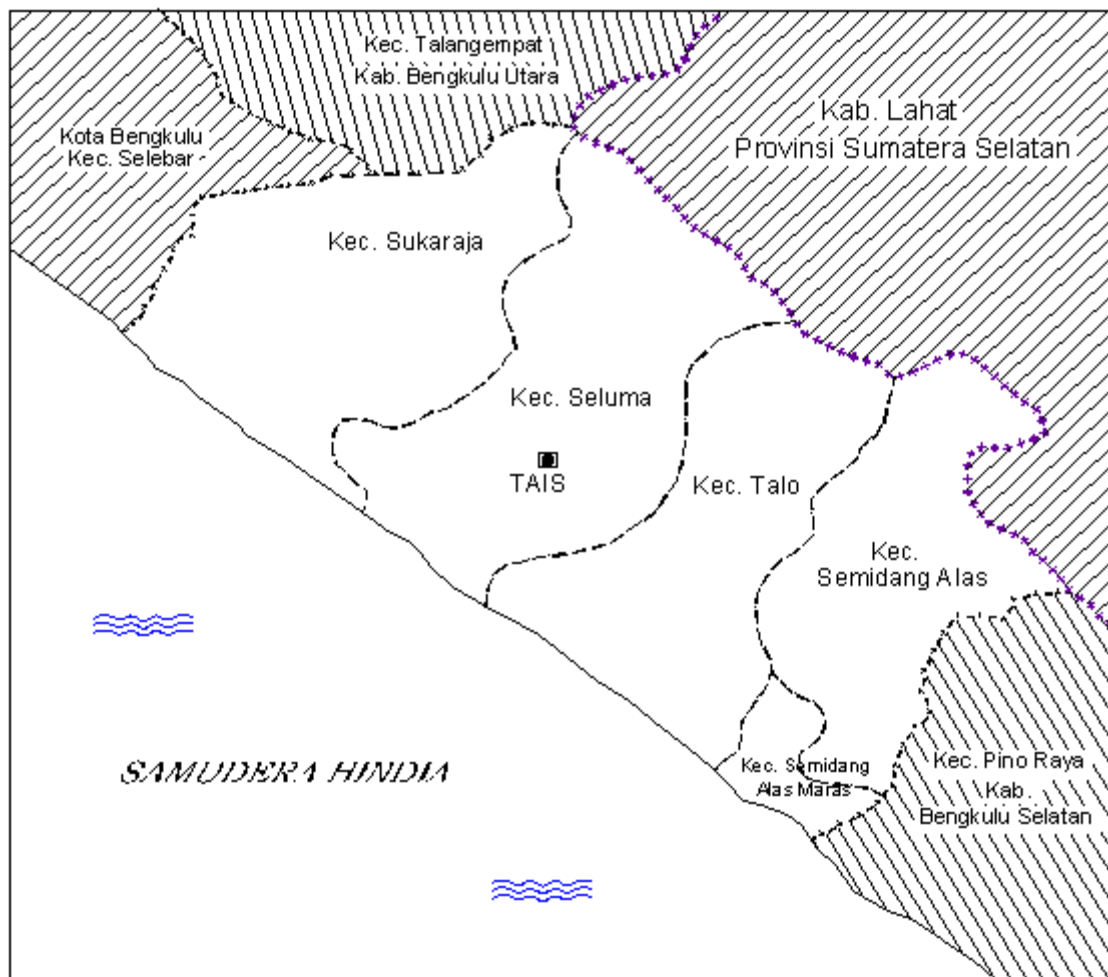 Kec. Talangempat
Kab. Bengkulu Utara
Kab. Lahat
Provinsi Sumatera Selatan
Kota Bengkulu
Kec. Selebar
Kec. Sukaraja
Kec. Seluma
TAIS
Kec. Talo
Kec.
Semidang Alas
SAMUDERA HINDIA
Kec. Semidang
Alas Maras
Kec. Pino Raya
Kab.
Bengkulu Selatan